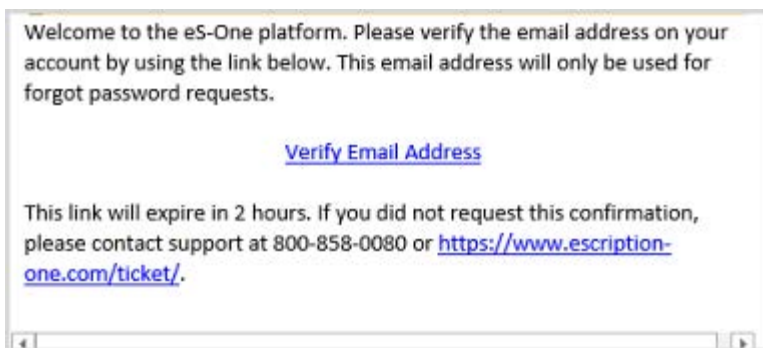 Welcome to the eS-One platform. Please verify the email address on your
account by using the link below. This email address will only be used for
forgot password requests.
Verify Email Address
This link will expire in 2 hours. If you did not request this confirmation,
please contact support at 800-858-0080 or https://www.escription-
one.com/ticket/.